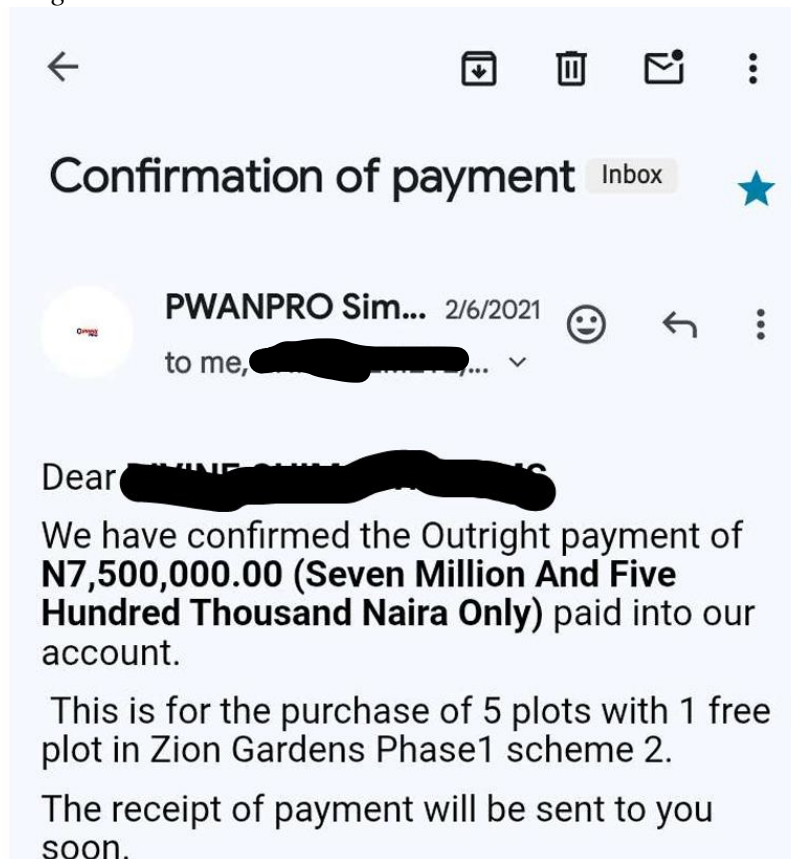 Confirmation of payment Inbox
PWANPRO Sim... 2/6/2021
to me,
Dear
We have confirmed the Outright payment of
N7,500,000.00 (Seven Million And Five
Hundred Thousand Naira Only) paid into our
account.
This is for the purchase of 5 plots with 1 free
plot in Zion Gardens Phase1 scheme 2.
The receipt of payment will be sent to you
soon.